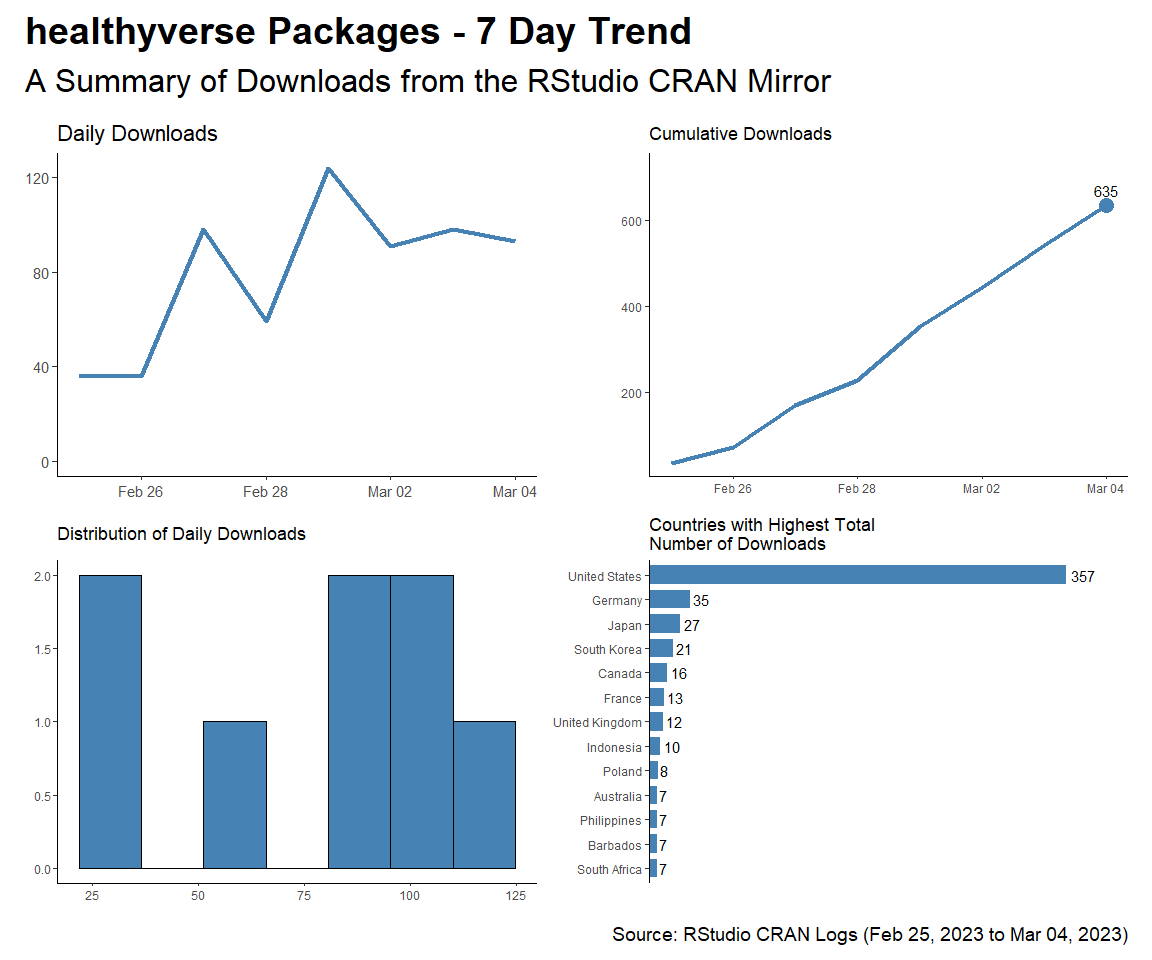 healthyverse Packages - 7 Day Trend
A Summary of Downloads from the RStudio CRAN Mirror
Daily Downloads
120
80
40
0
Feb 26 Feb 28 Mar 02 Mar 04
Cumulative Downloads
635
600
400
200
Feb 26 Feb 28 Mar 02 Mar 04
Distribution of Daily Downloads
2.0
1.5
1.0
0.5
0.0
25 50 75 100 125
Countries with Highest Total
Number of Downloads
United States 357
Germany 35
Japan 27
South Korea 21
Canada 16
France 13
United Kingdom 12
Indonesia 10
Poland 8
Australia 7
Philippines 7
Barbados 7
South Africa 7
Source: RStudio CRAN Logs (Feb 25, 2023 to Mar 04, 2023)